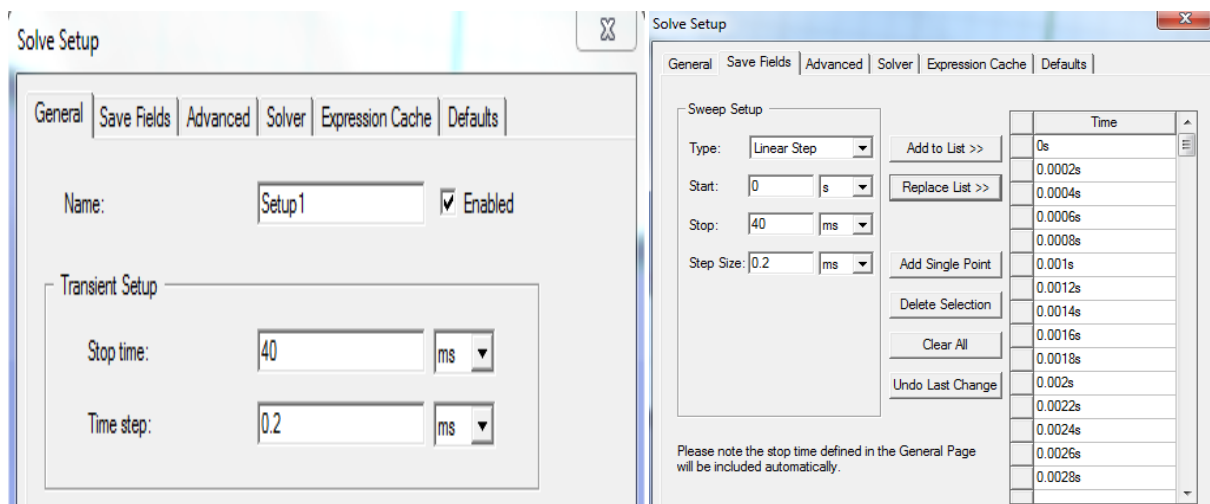 Solve Setup
General Save Fields Advanced Solver Expression Cache Defaults
Name: Setup1 Enabled
Transient Setup
Stop time: 40 ms
Time step: 0.2 ms
Solve Setup
General Save Fields Advanced Solver Expression Cache Defaults
Sweep Setup
Type: Linear Step
Start: 0 s
Stop: 40 ms
Step Size: 0.2 ms
Add to List >>
Replace List >>
Add Single Point
Delete Selection
Clear All
Undo Last Change
Time
0s
0.0002s
0.0004s
0.0006s
0.0008s
0.001s
0.0012s
0.0014s
0.0016s
0.0018s
0.002s
0.0022s
0.0024s
0.0026s
0.0028s
Please note the stop time defined in the General Page
will be included automatically.